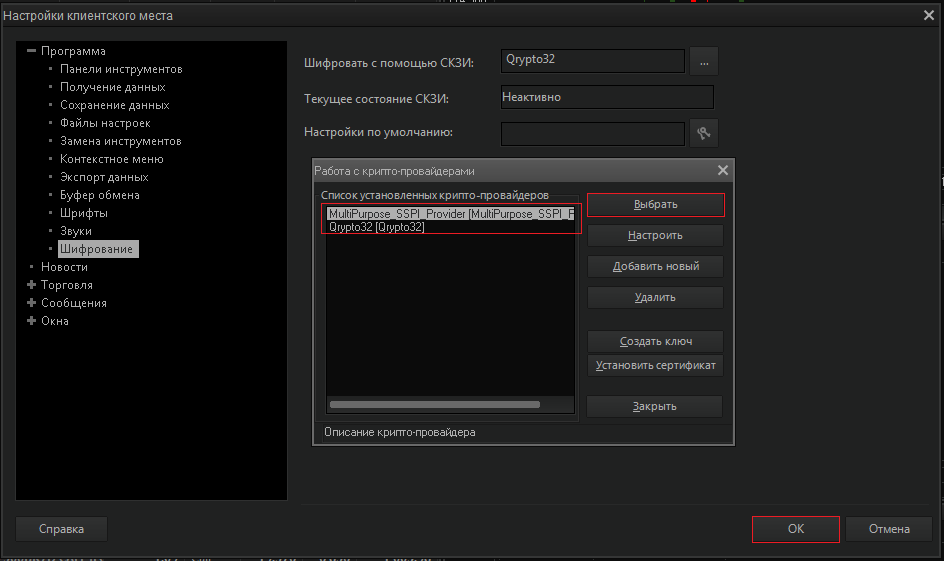 Настройки клиентского места
Программа
Панели инструментов
Получение данных
Сохранение данных
Файлы настроек
Замена инструментов
Контекстное меню
Экспорт данных
Буфер обмена
Шрифты
Звуки
Шифрование
Новости
Торговля
Сообщения
Окна
Шифровать с помощью СКЗИ:
Qrypto32
...
Текущее состояние СКЗИ:
Неактивно
Настройки по умолчанию:
Работа с крипто-провайдерами
Список установленных крипто-провайдеров
MultiPurpose_SSPI_Provider [MultiPurpose_SSPI_F
Qrypto32 [Qrypto32]
Выбрать
Настроить
Добавить новый
Удалить
Создать ключ
Установить сертификат
Закрыть
Описание крипто-провайдера
Справка
OK
Отмена